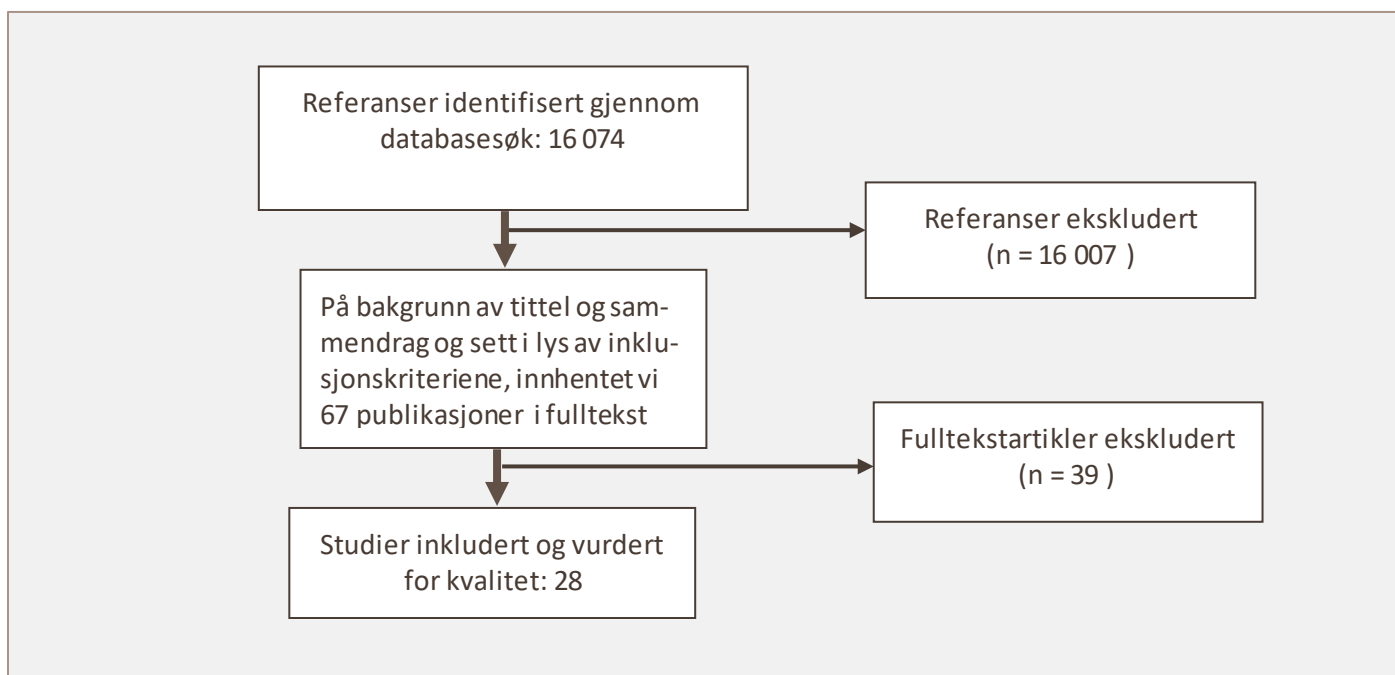 Referanser identifisert gjennom
databasesøk: 16 074
Referanser ekskludert
(n = 16 007 )
På bakgrunn av tittel og sam-
mendrag og sett i lys av inklu-
sjonskriteriene, innhentet vi
67 publikasjoner i fulltekst
Fulltekstartikler ekskludert
(n = 39 )
Studier inkludert og vurdert
for kvalitet: 28